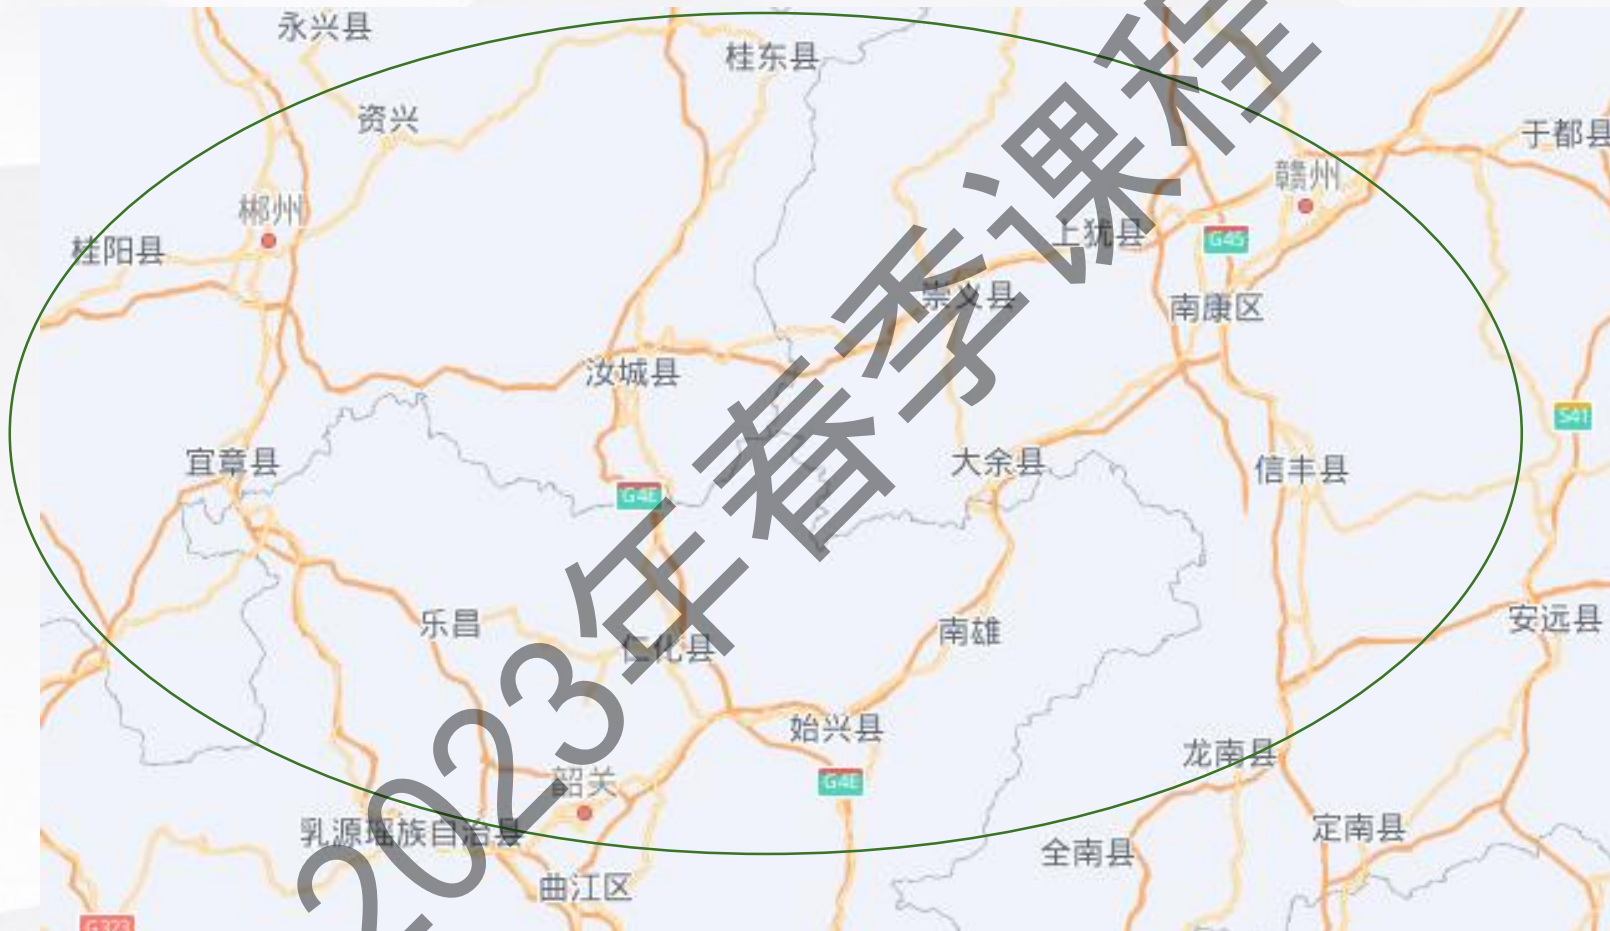 永兴县
桂东县
资兴
于都县
赣州
郴州
桂阳县
上犹县
G45
崇义县
南康区
汝城县
S41
宜章县
大余县
信丰县
G4E
乐昌
仁化县
南雄
安远县
始兴县
龙南县
韶关
G4E
乳源瑶族自治县
定南县
全南县
曲江区
G323
2023年春季课程